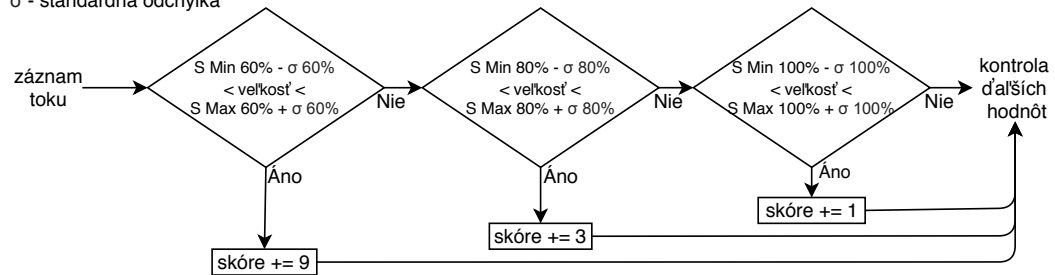 σ - štandardná odchýlka
záznam
toku
S Min 60% - σ 60%
< veľkosť <
S Max 60% + σ 60%
Nie
Áno
skóre += 9
S Min 80% - σ 80%
< veľkosť <
S Max 80% + σ 80%
Nie
Áno
skóre += 3
S Min 100% - σ 100%
< veľkosť <
S Max 100% + σ 100%
Nie
Áno
skóre += 1
kontrola
ďaľších
hodnôt